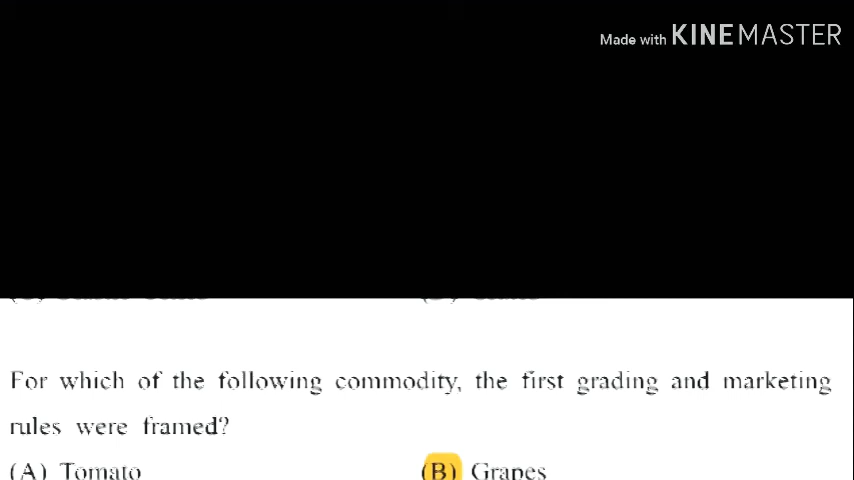 Made with KINEMASTER
For which of the following commodity, the first grading and marketing
rules were framed?
(A) Tomato
(B) Grapes